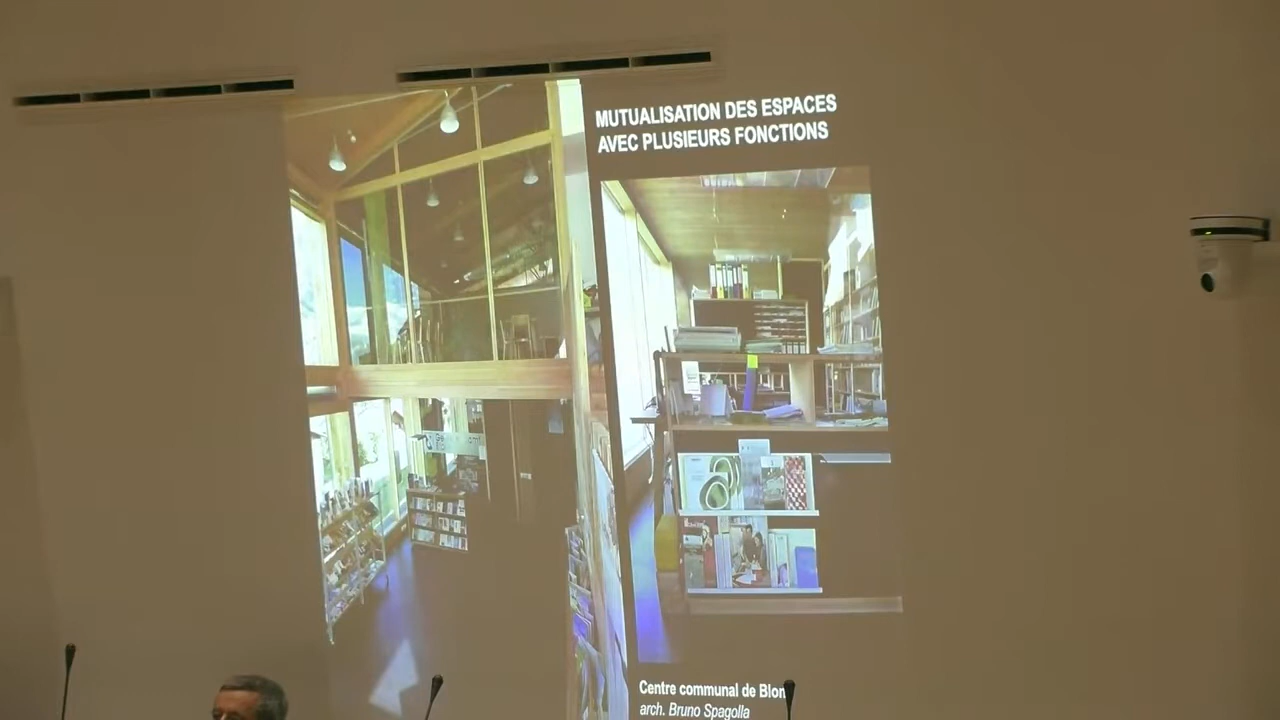 MUTUALISATION DES ESPACES
AVEC PLUSIEURS FONCTIONS
Centre communal de Blon
arch. Bruno Spagolla